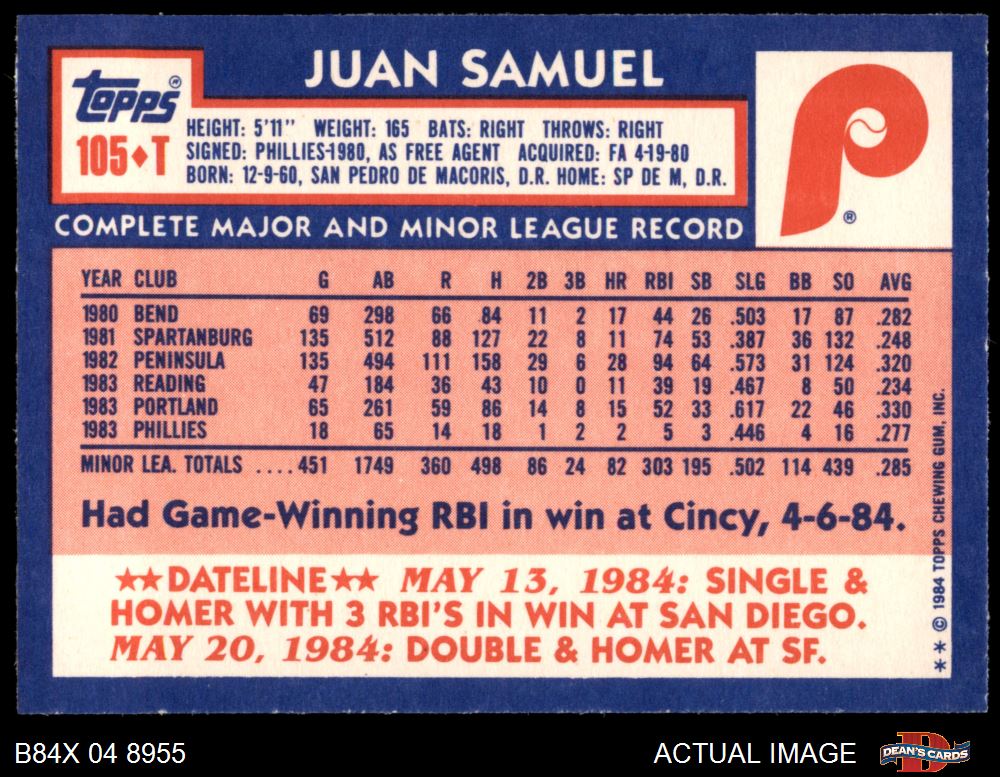 JUAN SAMUEL
topps®
105♦T
HEIGHT: 5'11" WEIGHT: 165 BATS: RIGHT THROWS: RIGHT
SIGNED: PHILLIES-1980, AS FREE AGENT ACQUIRED: FA 4-19-80
BORN: 12-9-60, SAN PEDRO DE MACORIS, D.R. HOME: SP DE M, D.R.
P
®
COMPLETE MAJOR AND MINOR LEAGUE RECORD
YEAR CLUB G AB R H 2B 3B HR RBI SB SLG BB SO AVG
1980 BEND 69 298 66 84 11 2 17 44 26 .503 17 87 .282
1981 SPARTANBURG 135 512 88 127 22 8 11 74 53 .387 36 132 .248
1982 PENINSULA 135 494 111 158 29 6 28 94 64 .573 31 124 .320
1983 READING 47 184 36 43 10 0 11 39 19 .467 8 50 .234
1983 PORTLAND 65 261 59 86 14 8 15 52 33 .617 22 46 .330
1983 PHILLIES 18 65 14 18 1 2 2 5 3 .446 4 16 .277
MINOR LEA. TOTALS ....451 1749 360 498 86 24 82 303 195 .502 114 439 .285
Had Game-Winning RBI in win at Cincy, 4-6-84.
★★DATELINE★★ MAY 13, 1984: SINGLE &
HOMER WITH 3 RBI'S IN WIN AT SAN DIEGO.
MAY 20, 1984: DOUBLE & HOMER AT SF.
** © 1984 TOPPS CHEWING GUM, INC.
B84X 04 8955
ACTUAL IMAGE
D
DEAN'S CARDS